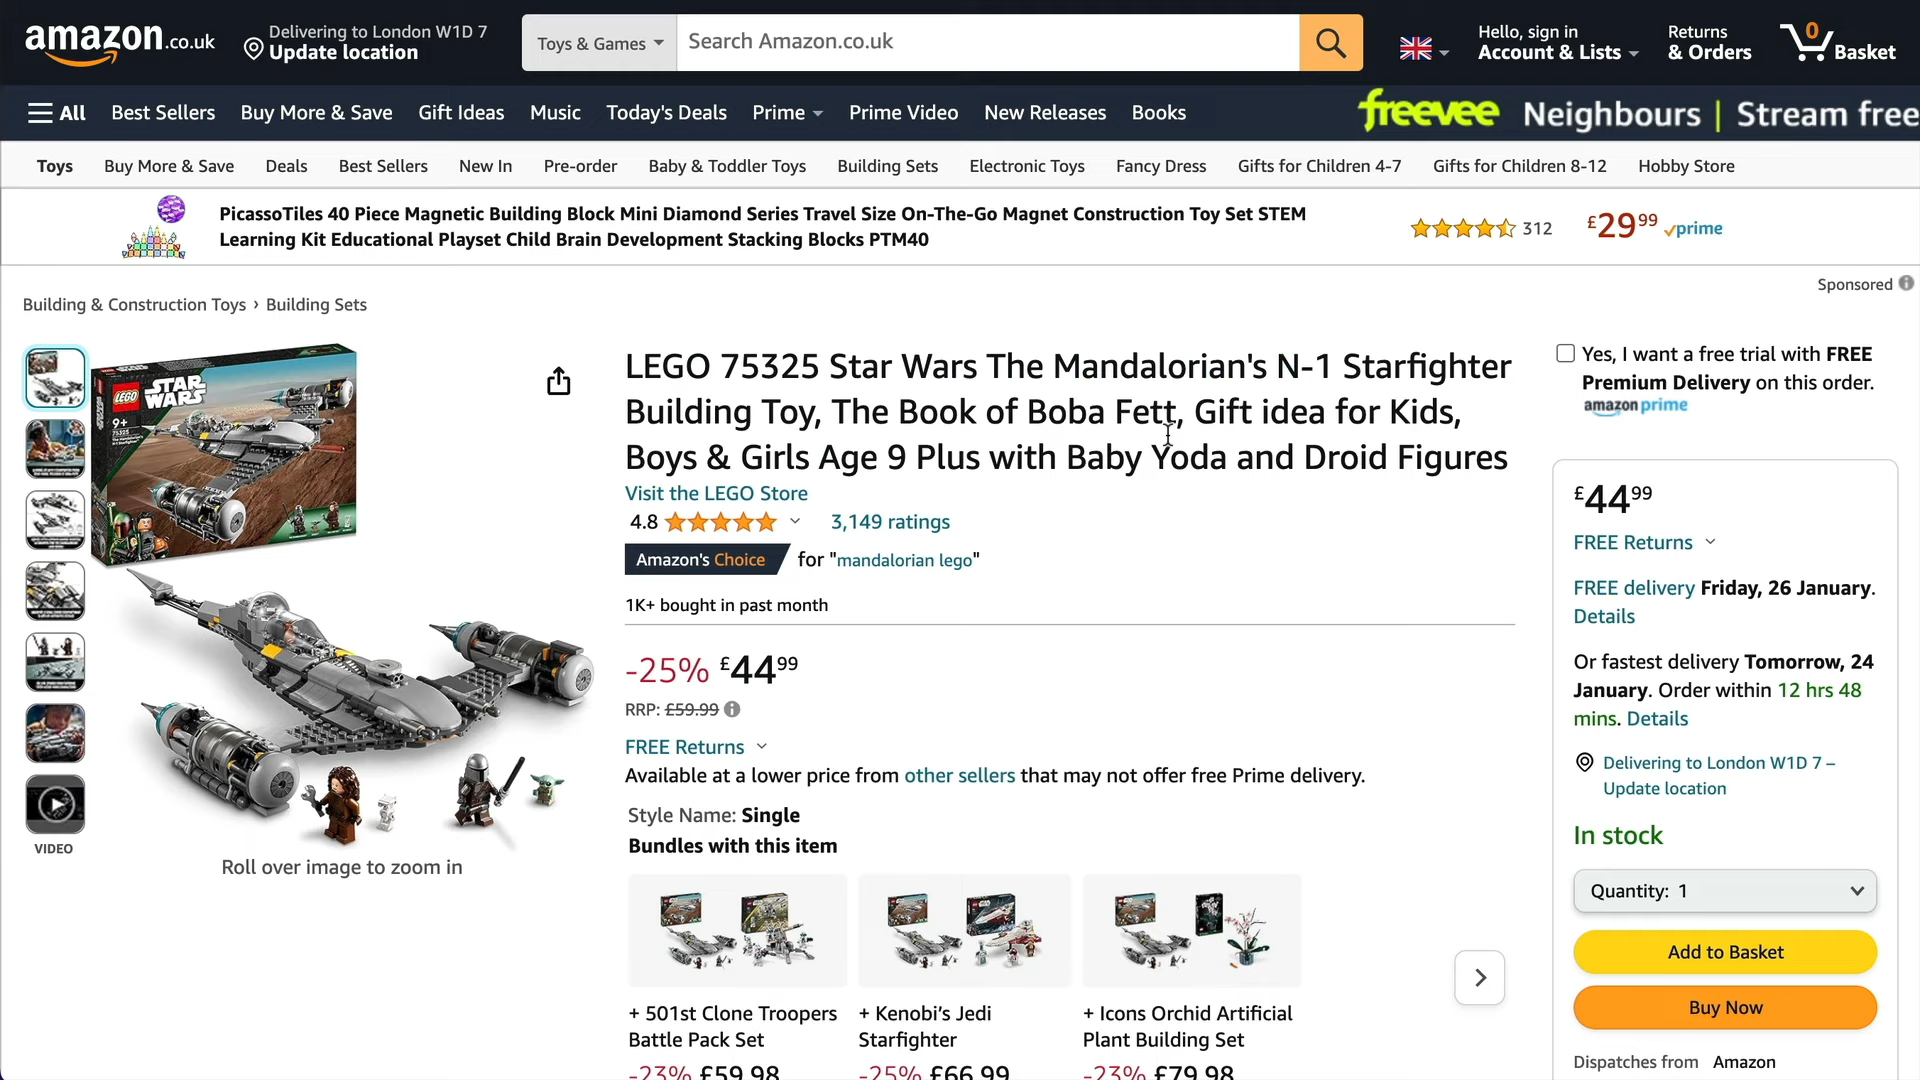 amazon.co.uk
Delivering to London W1D 7
Update location
Toys & Games
Search Amazon.co.uk
Hello, sign in
Account & Lists
Returns
& Orders
0
Basket
All
Best Sellers
Buy More & Save
Gift Ideas
Music
Today's Deals
Prime
Prime Video
New Releases
Books
freevee
Neighbours | Stream free
Toys
Buy More & Save
Deals
Best Sellers
New In
Pre-order
Baby & Toddler Toys
Building Sets
Electronic Toys
Fancy Dress
Gifts for Children 4-7
Gifts for Children 8-12
Hobby Store
PicassoTiles 40 Piece Magnetic Building Block Mini Diamond Series Travel Size On-The-Go Magnet Construction Toy Set STEM
Learning Kit Educational Playset Child Brain Development Stacking Blocks PTM40
312
£29.99
prime
Sponsored
Building & Construction Toys › Building Sets
LEGO
STAR
WARS
9+
75325
VIDEO
Roll over image to zoom in
LEGO 75325 Star Wars The Mandalorian's N-1 Starfighter
Building Toy, The Book of Boba Fett, Gift idea for Kids,
Boys & Girls Age 9 Plus with Baby Yoda and Droid Figures
Visit the LEGO Store
4.8
3,149 ratings
Amazon's Choice for "mandalorian lego"
1K+ bought in past month
-25% £44.99
RRP: £59.99
FREE Returns
Available at a lower price from other sellers that may not offer free Prime delivery.
Style Name: Single
Bundles with this item
+ 501st Clone Troopers
Battle Pack Set
-23% £59.98
+ Kenobi's Jedi
Starfighter
-25% £66.99
+ Icons Orchid Artificial
Plant Building Set
-23% £79.98
Yes, I want a free trial with FREE
Premium Delivery on this order.
amazon prime
£44.99
FREE Returns
FREE delivery Friday, 26 January.
Details
Or fastest delivery Tomorrow, 24
January. Order within 12 hrs 48
mins. Details
Delivering to London W1D 7 –
Update location
In stock
Quantity: 1
Add to Basket
Buy Now
Dispatches from Amazon